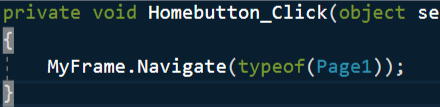 private void Homebutton_Click(object se
{
MyFrame.Navigate(typeof(Page1));
}